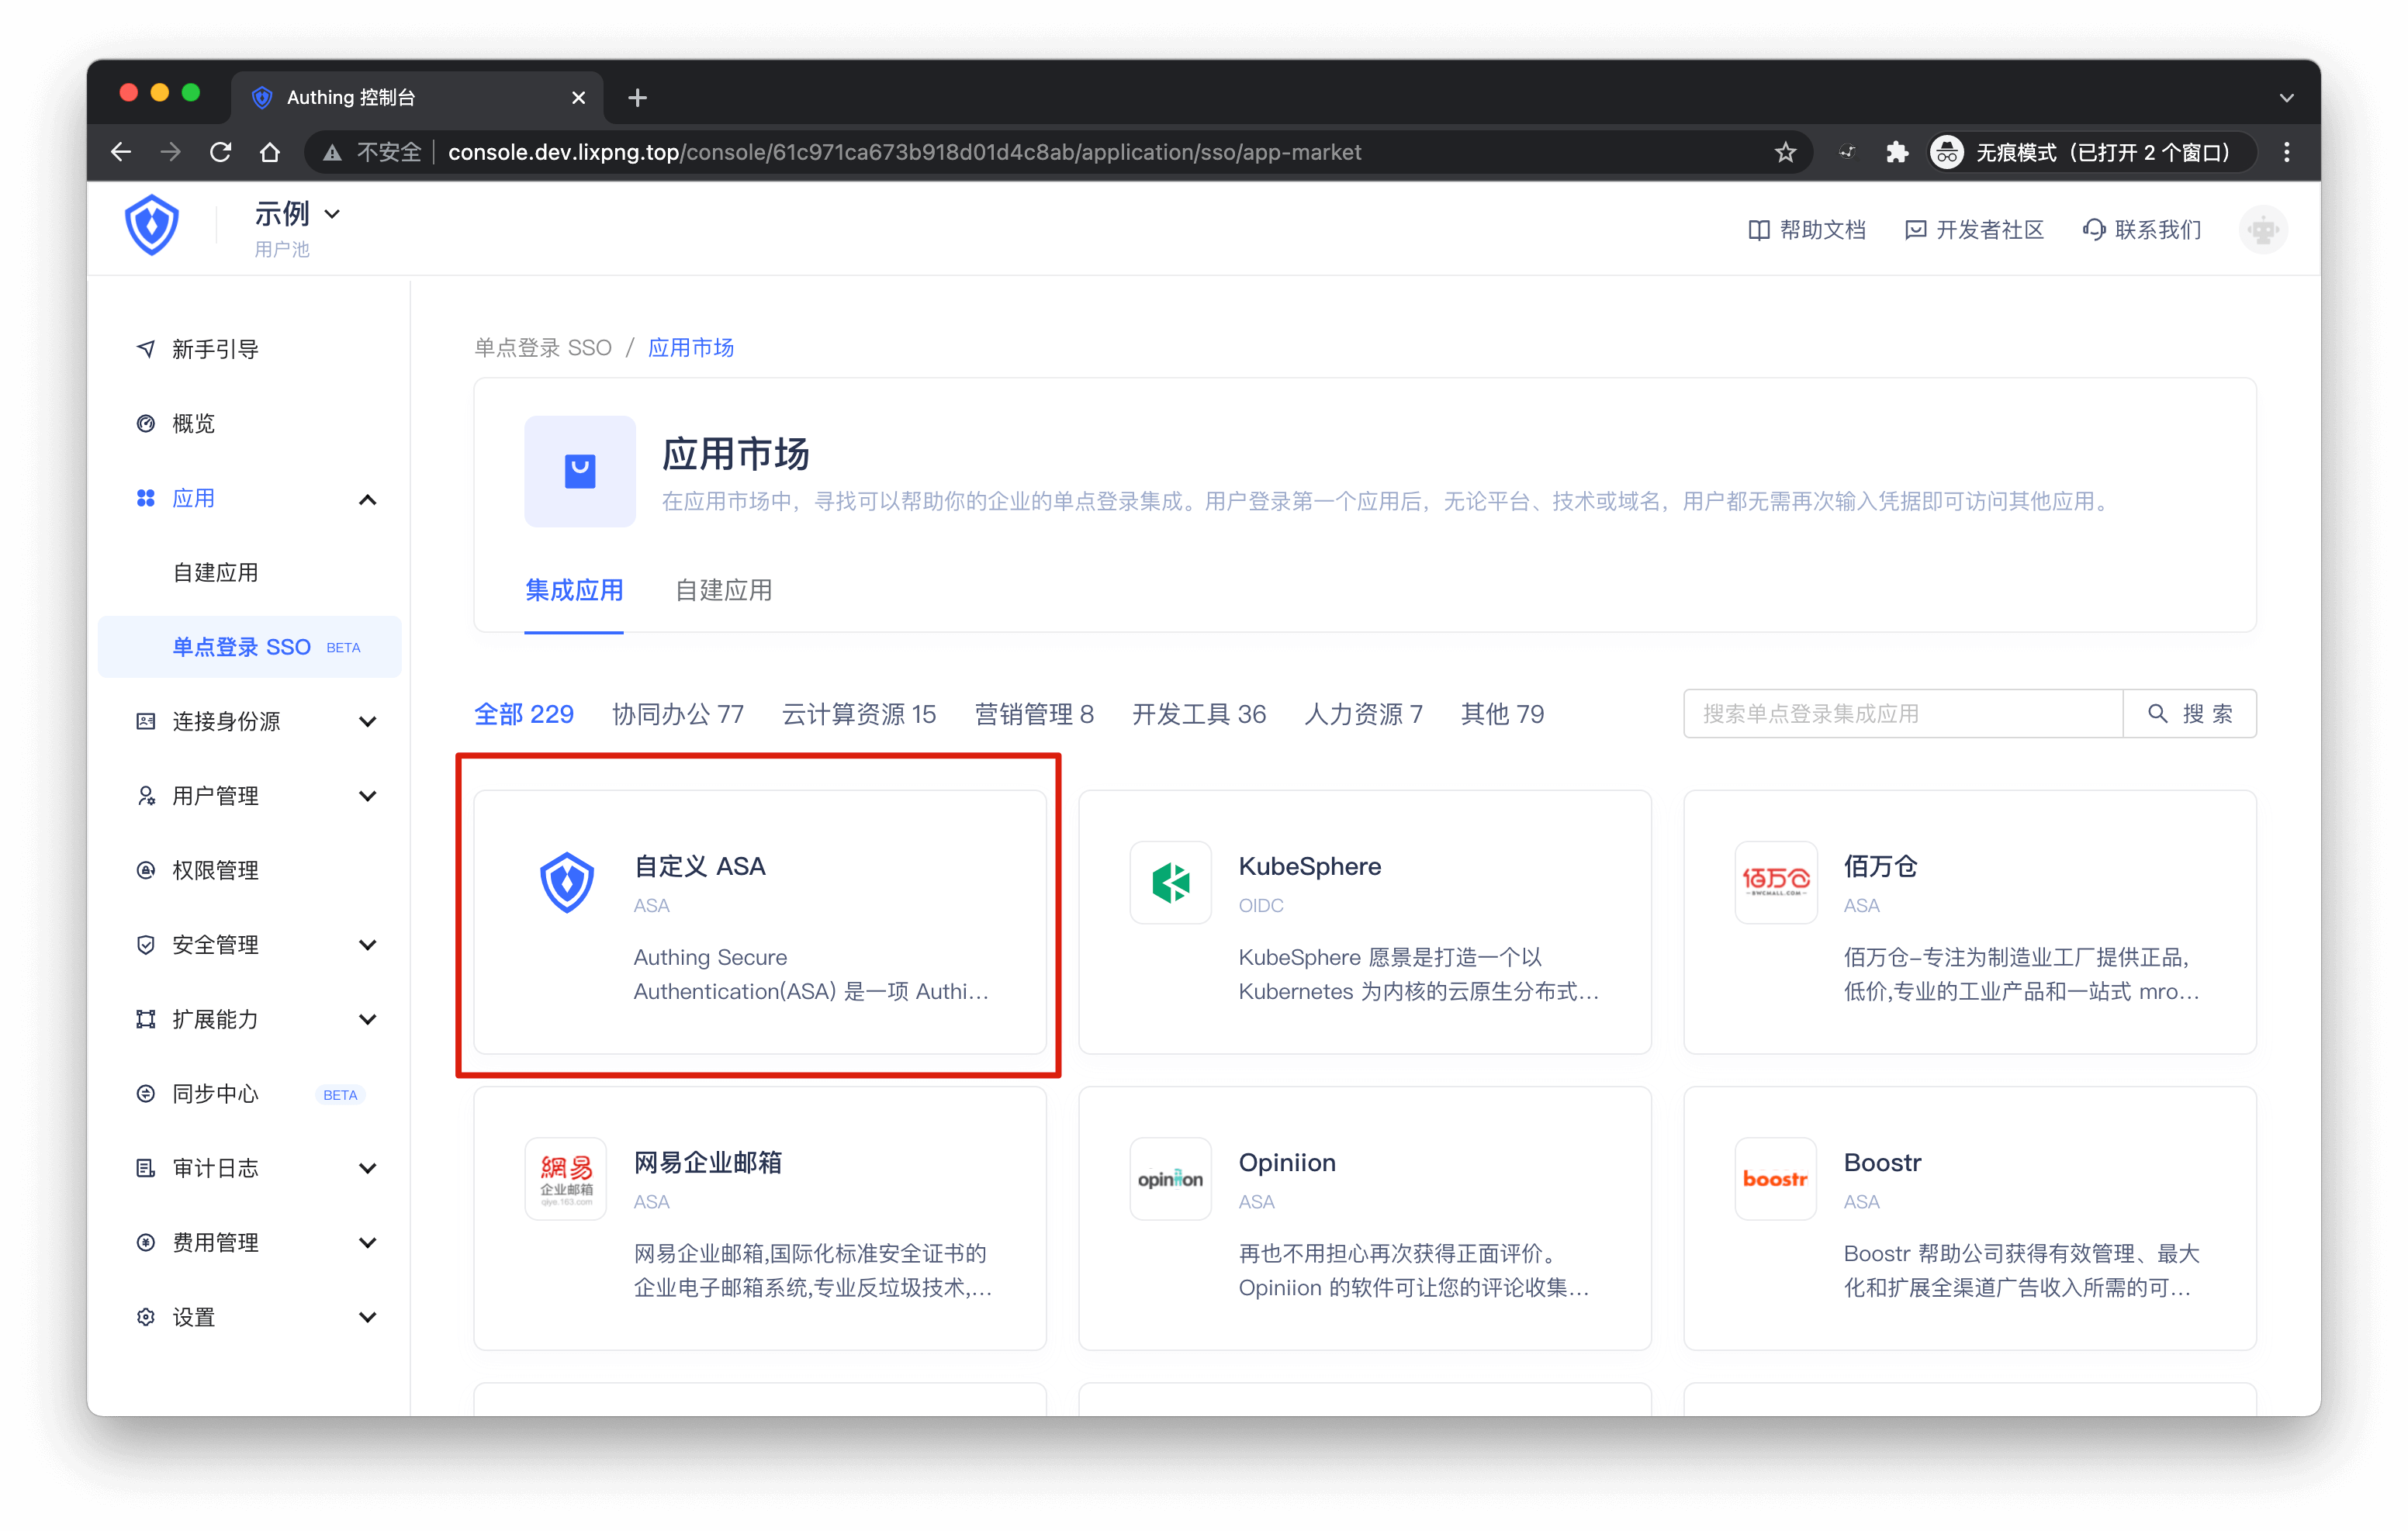 Authing 控制台
不安全 console.dev.lixpng.top/console/61c971ca673b918d01d4c8ab/application/sso/app-market
无痕模式（已打开 2 个窗口）
示例
用户池
帮助文档 开发者社区 联系我们
新手引导
概览
应用
自建应用
单点登录 SSO BETA
连接身份源
用户管理
权限管理
安全管理
扩展能力
同步中心 BETA
审计日志
费用管理
设置
单点登录 SSO / 应用市场
应用市场
在应用市场中，寻找可以帮助你的企业的单点登录集成。用户登录第一个应用后，无论平台、技术或域名，用户都无需再次输入凭据即可访问其他应用。
集成应用 自建应用
全部 229 协同办公 77 云计算资源 15 营销管理 8 开发工具 36 人力资源 7 其他 79
搜索单点登录集成应用 搜 索
自定义 ASA
ASA
Authing Secure
Authentication(ASA) 是一项 Authi...
KubeSphere
OIDC
KubeSphere 愿景是打造一个以
Kubernetes 为内核的云原生分布式...
佰万仓
BWCMALL.COM
佰万仓
ASA
佰万仓-专注为制造业工厂提供正品,
低价,专业的工业产品和一站式 mro...
網易
企业邮箱
qiye.163.com
网易企业邮箱
ASA
网易企业邮箱,国际化标准安全证书的
企业电子邮箱系统,专业反垃圾技术,...
opiniion
Opiniion
ASA
再也不用担心再次获得正面评价。
Opiniion 的软件可让您的评论收集...
boostr
Boostr
ASA
Boostr 帮助公司获得有效管理、最大
化和扩展全渠道广告收入所需的可...